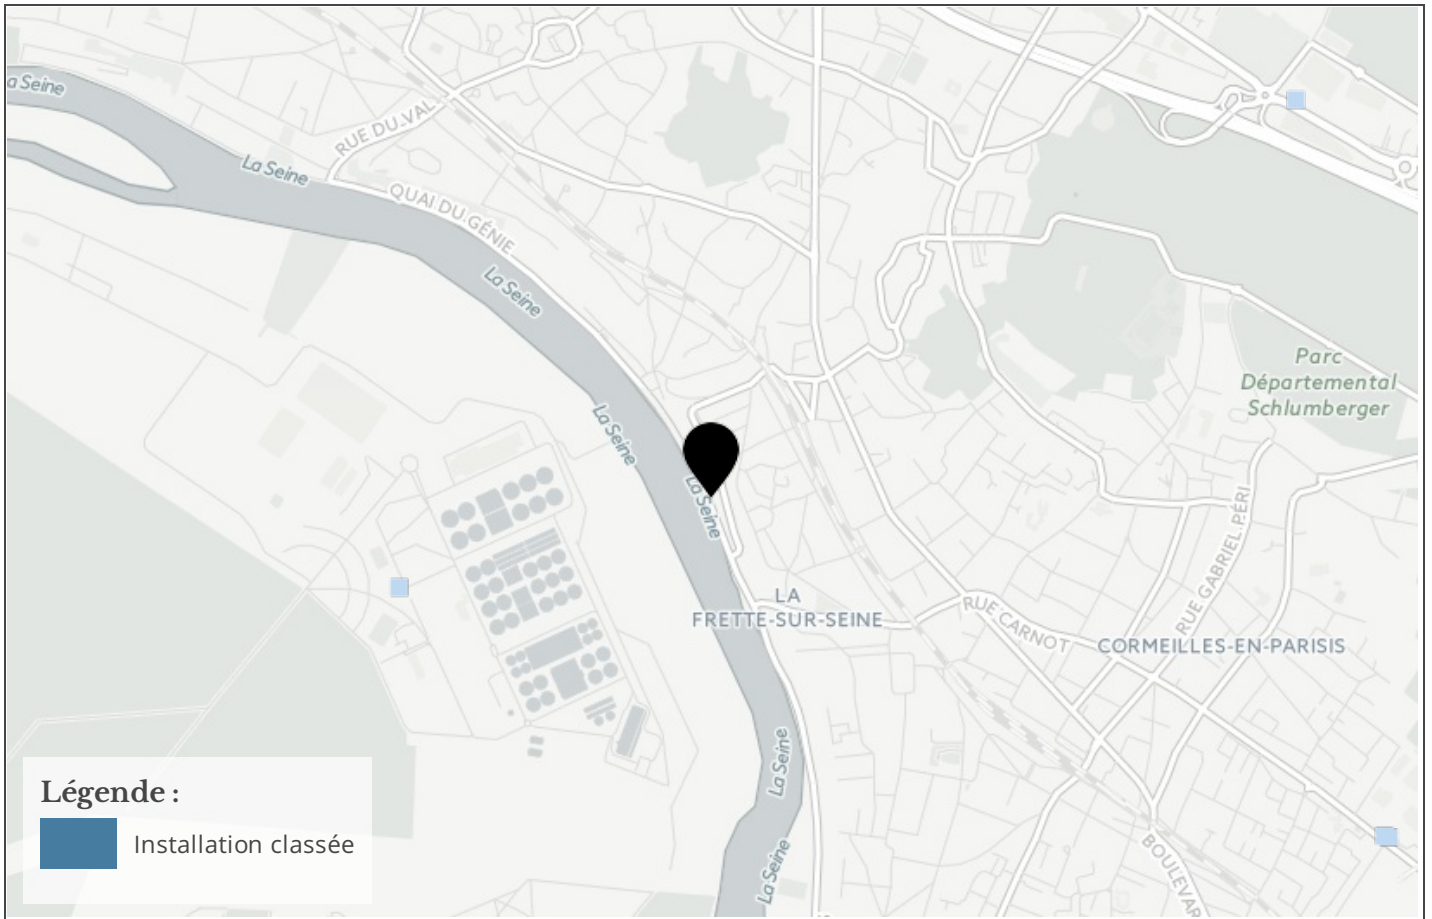 a Seine
RUE DU VAL
La Seine
QUAI DU GÉNIE
La Seine
Parc
Départemental
Schlumberger
La Seine
La Seine
RUE GABRIEL PÉRI
LA
FRETTE-SUR-SEINE
RUE CARNOT
CORMEILLES-EN-PARISIS
La Seine
Légende :
Installation classée
La Seine
BOULEVAR